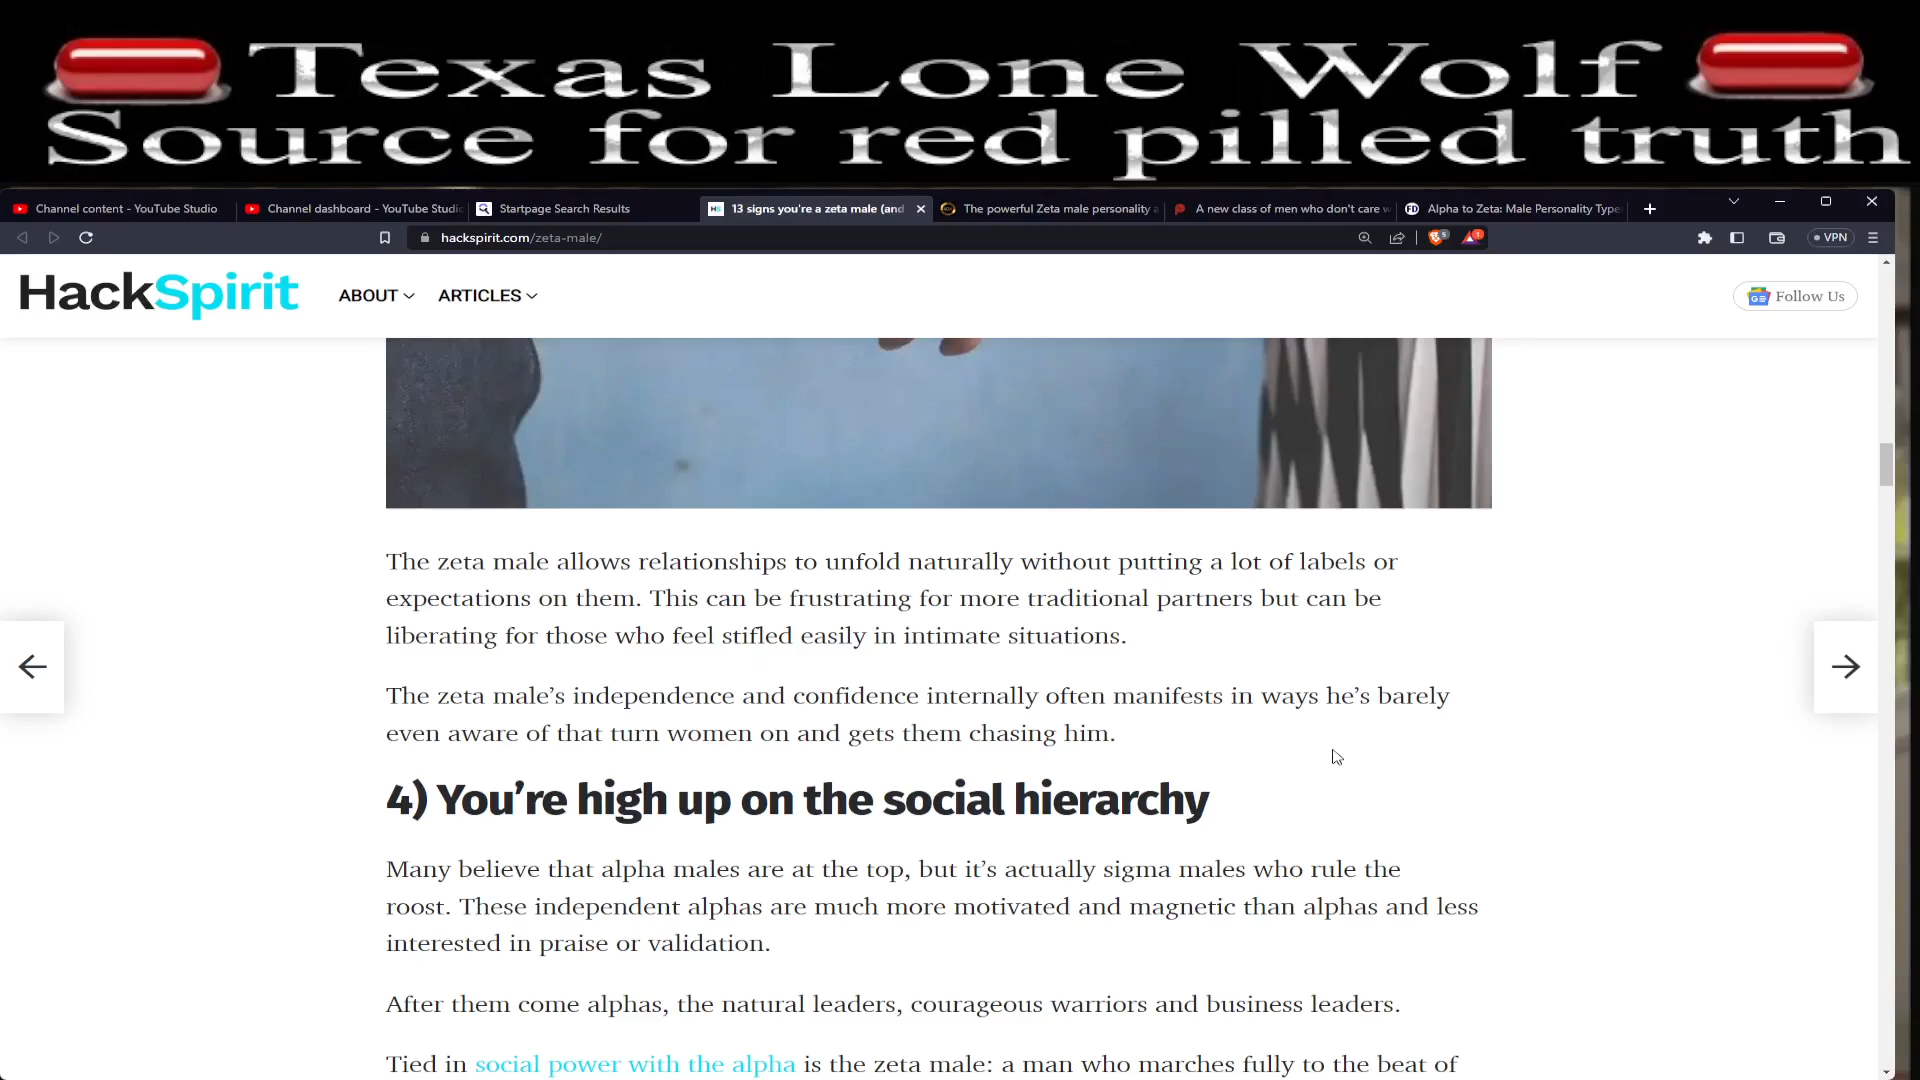 Texas Lone Wolf
Source for red pilled truth
Channel content - YouTube Studio
Channel dashboard - YouTube Studio
Startpage Search Results
13 signs you're a zeta male (and
The powerful Zeta male personality a
A new class of men who don't care w
Alpha to Zeta: Male Personality Type
hackspirit.com/zeta-male/
5
1
VPN
HackSpirit
ABOUT
ARTICLES
GE Follow Us
The zeta male allows relationships to unfold naturally without putting a lot of labels or
expectations on them. This can be frustrating for more traditional partners but can be
liberating for those who feel stifled easily in intimate situations.
The zeta male’s independence and confidence internally often manifests in ways he’s barely
even aware of that turn women on and gets them chasing him.
4) You’re high up on the social hierarchy
Many believe that alpha males are at the top, but it’s actually sigma males who rule the
roost. These independent alphas are much more motivated and magnetic than alphas and less
interested in praise or validation.
After them come alphas, the natural leaders, courageous warriors and business leaders.
Tied in social power with the alpha is the zeta male: a man who marches fully to the beat of